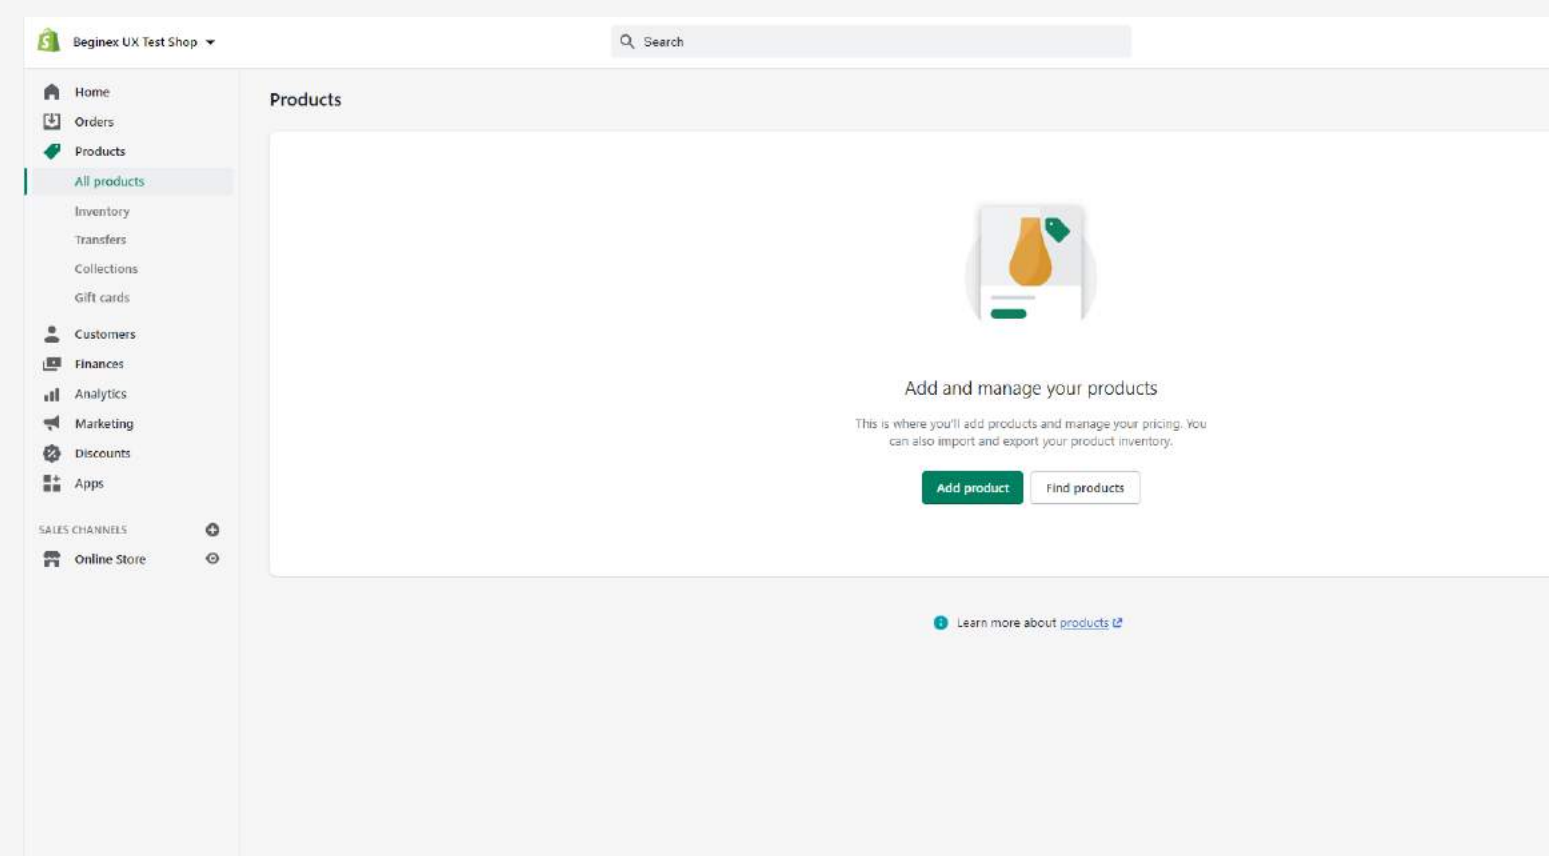 Beginex UX Test Shop
Search
Home
Orders
Products
All products
Inventory
Transfers
Collections
Gift cards
Customers
Finances
Analytics
Marketing
Discounts
Apps
SALES CHANNELS
Online Store
Products
Add and manage your products
This is where you'll add products and manage your pricing. You
can also import and export your product inventory.
Add product
Find products
Learn more about products